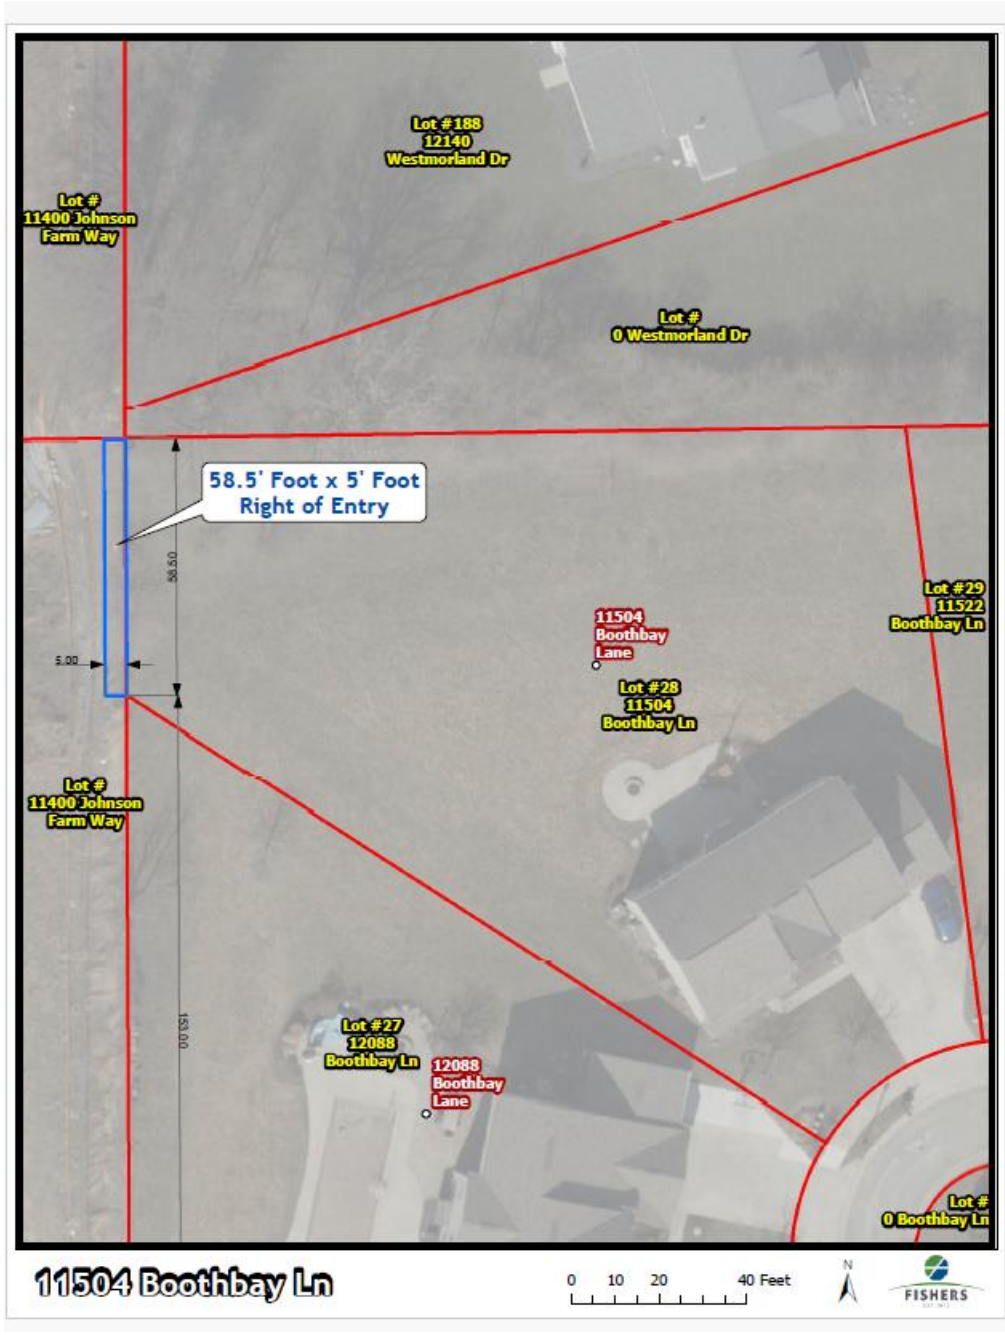 Lot #188
12140
Westmorland Dr
Lot #
11400 Johnson
Farm Way
Lot #
0 Westmorland Dr
58.5' Foot x 5' Foot
Right of Entry
58.50
5.00
Lot #29
11522
Boothbay Ln
11504
Boothbay
Lane
Lot #28
11504
Boothbay Ln
Lot #
11400 Johnson
Farm Way
153.00
Lot #27
12088
Boothbay Ln
12088
Boothbay
Lane
Lot #
0 Boothbay Ln
11504 Boothbay Ln
0 10 20 40 Feet
N
FISHERS